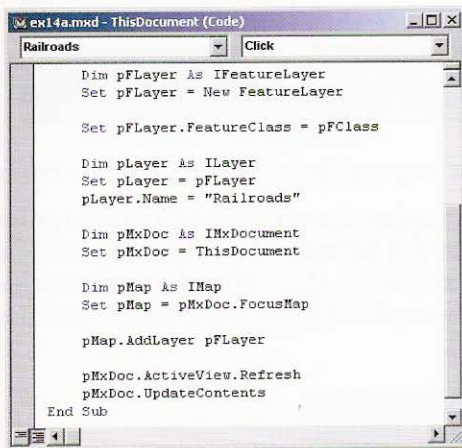 ex14a.mxd - ThisDocument (Code)
Railroads Click
Dim pFLayer As IFeatureLayer
Set pFLayer = New FeatureLayer
Set pFLayer.FeatureClass = pFClass
Dim pLayer As ILayer
Set pLayer = pFLayer
pLayer.Name = "Railroads"
Dim pMxDoc As IMxDocument
Set pMxDoc = ThisDocument
Dim pMap As IMap
Set pMap = pMxDoc.FocusMap
pMap.AddLayer pFLayer
pMxDoc.ActiveView.Refresh
pMxDoc.UpdateContents
End Sub